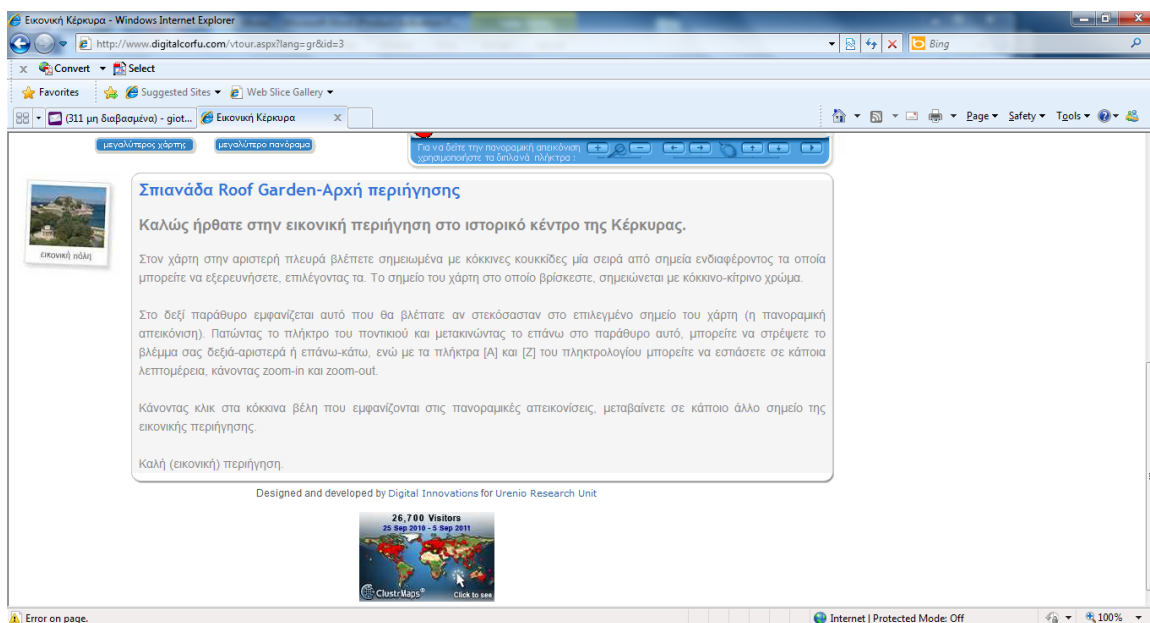 Εικονική Κέρκυρα - Windows Internet Explorer
http://www.digitalcorfu.com/vtour.aspx?lang=gr&id=3
Bing
x Convert Select
Favorites Suggested Sites Web Slice Gallery
(311 μη διαβασμένα) - giot... Εικονική Κέρκυρα x
Page Safety Tools
μεγαλύτερος χάρτης μεγαλύτερο πανόραμα
Για να δείτε την πανοραμική απεικόνιση
χρησιμοποιήστε τα διπλανά πλήκτρα :
εικονική πόλη
Σπιανάδα Roof Garden-Αρχή περιήγησης
Καλώς ήρθατε στην εικονική περιήγηση στο ιστορικό κέντρο της Κέρκυρας.
Στον χάρτη στην αριστερή πλευρά βλέπετε σημειωμένα με κόκκινες κουκκίδες μία σειρά από σημεία ενδιαφέροντος τα οποία
μπορείτε να εξερευνήσετε, επιλέγοντας τα. Το σημείο του χάρτη στο οποίο βρίσκεστε, σημειώνεται με κόκκινο-κίτρινο χρώμα.
Στο δεξί παράθυρο εμφανίζεται αυτό που θα βλέπατε αν στεκόσασταν στο επιλεγμένο σημείο του χάρτη (η πανοραμική
απεικόνιση). Πατώντας το πλήκτρο του ποντικιού και μετακινώντας το επάνω στο παράθυρο αυτό, μπορείτε να στρέψετε το
βλέμμα σας δεξιά-αριστερά ή επάνω-κάτω, ενώ με τα πλήκτρα [A] και [Z] του πληκτρολογίου μπορείτε να εστιάσετε σε κάποια
λεπτομέρεια, κάνοντας zoom-in και zoom-out.
Κάνοντας κλικ στα κόκκινα βέλη που εμφανίζονται στις πανοραμικές απεικονίσεις, μεταβαίνετε σε κάποιο άλλο σημείο της
εικονικής περιήγησης.
Καλή (εικονική) περιήγηση.
Designed and developed by Digital Innovations for Urenio Research Unit
26,700 Visitors
25 Sep 2010 - 5 Sep 2011
ClustrMaps® Click to see
Error on page. Internet | Protected Mode: Off 100%